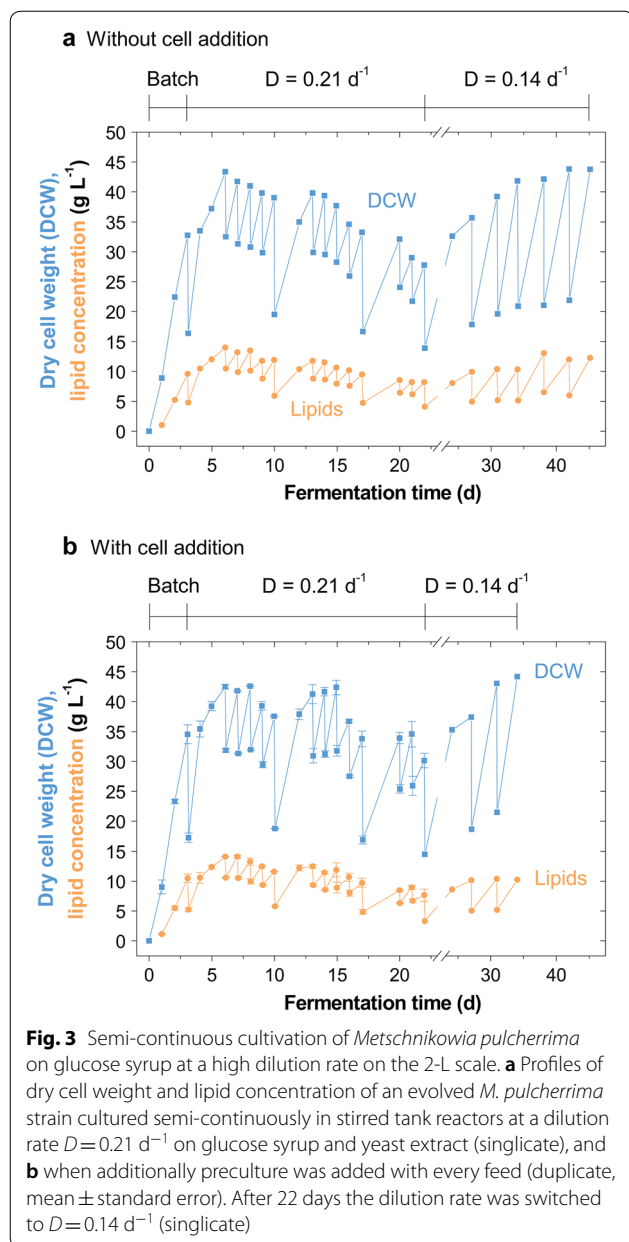 a Without cell addition
Batch D = 0.21 d⁻¹ D = 0.14 d⁻¹
Dry cell weight (DCW),
lipid concentration (g L⁻¹)
50
45
40
35
30
25
20
15
10
5
0
DCW
Lipids
0 5 10 15 20 30 40
Fermentation time (d)
b With cell addition
Batch D = 0.21 d⁻¹ D = 0.14 d⁻¹
Dry cell weight (DCW),
lipid concentration (g L⁻¹)
50
45
40
35
30
25
20
15
10
5
0
DCW
Lipids
0 5 10 15 20 30 40
Fermentation time (d)
Fig. 3 Semi-continuous cultivation of Metschnikowia pulcherrima
on glucose syrup at a high dilution rate on the 2-L scale. a Profiles of
dry cell weight and lipid concentration of an evolved M. pulcherrima
strain cultured semi-continuously in stirred tank reactors at a dilution
rate D = 0.21 d⁻¹ on glucose syrup and yeast extract (singlicate), and
b when additionally preculture was added with every feed (duplicate,
mean ± standard error). After 22 days the dilution rate was switched
to D = 0.14 d⁻¹ (singlicate)